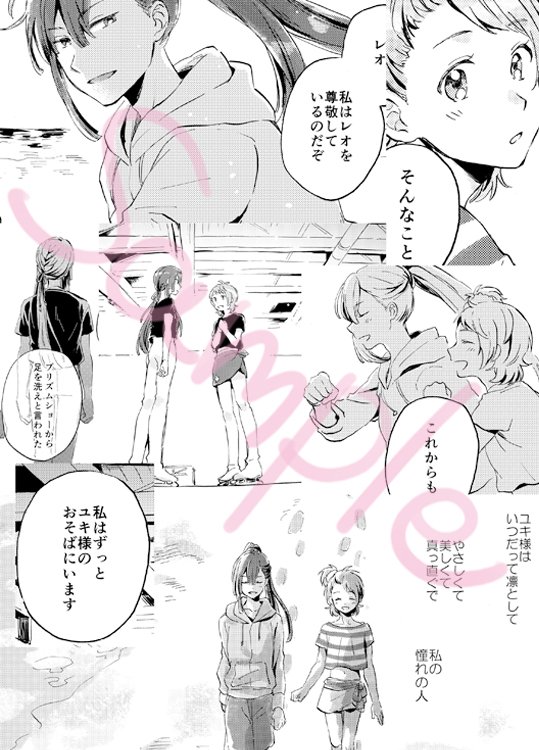 そんなこと
レオ
私はレオを
尊敬して
いるのだぞ
これからも
プリズムショーから
足を洗えと言われた
ユキ様は
いつだって凛として
やさしくて
美しくて
真っ直ぐで
私の
憧れの人
私はずっと
ユキ様の
おそばにいます
Sample